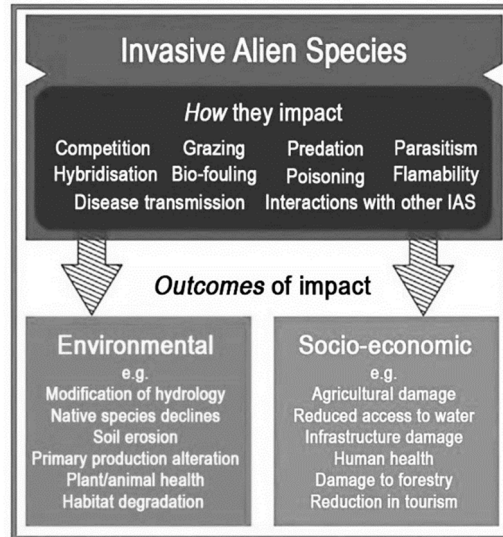 Invasive Alien Species
How they impact
Competition Grazing Predation Parasitism
Hybridisation Bio-fouling Poisoning Flamability
Disease transmission Interactions with other IAS
Outcomes of impact
Environmental
e.g.
Modification of hydrology
Native species declines
Soil erosion
Primary production alteration
Plant/animal health
Habitat degradation
Socio-economic
e.g.
Agricultural damage
Reduced access to water
Infrastructure damage
Human health
Damage to forestry
Reduction in tourism